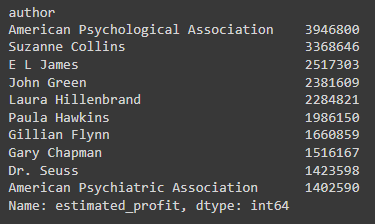 author
American Psychological Association    3946800
Suzanne Collins                       3368646
E L James                             2517303
John Green                            2381609
Laura Hillenbrand                     2284821
Paula Hawkins                         1986150
Gillian Flynn                         1660859
Gary Chapman                          1516167
Dr. Seuss                             1423598
American Psychiatric Association      1402590
Name: estimated_profit, dtype: int64